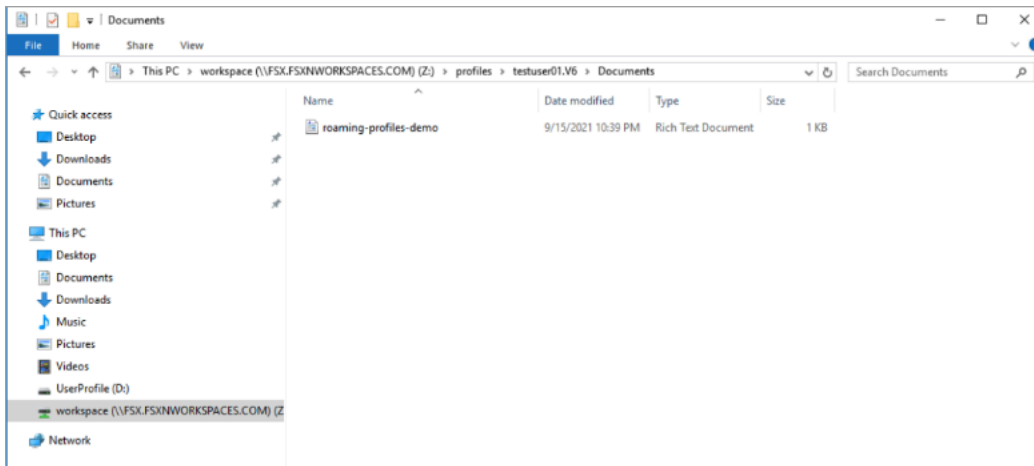 Documents
File Home Share View
This PC > workspace (\\FSX.FSXNWORKSPACES.COM) (Z:) > profiles > testuser01.V6 > Documents
Search Documents
Name Date modified Type Size
Quick access
roaming-profiles-demo 9/15/2021 10:39 PM Rich Text Document 1 KB
Desktop
Downloads
Documents
Pictures
This PC
Desktop
Documents
Downloads
Music
Pictures
Videos
UserProfile (D:)
workspace (\\FSX.FSXNWORKSPACES.COM) (Z
Network